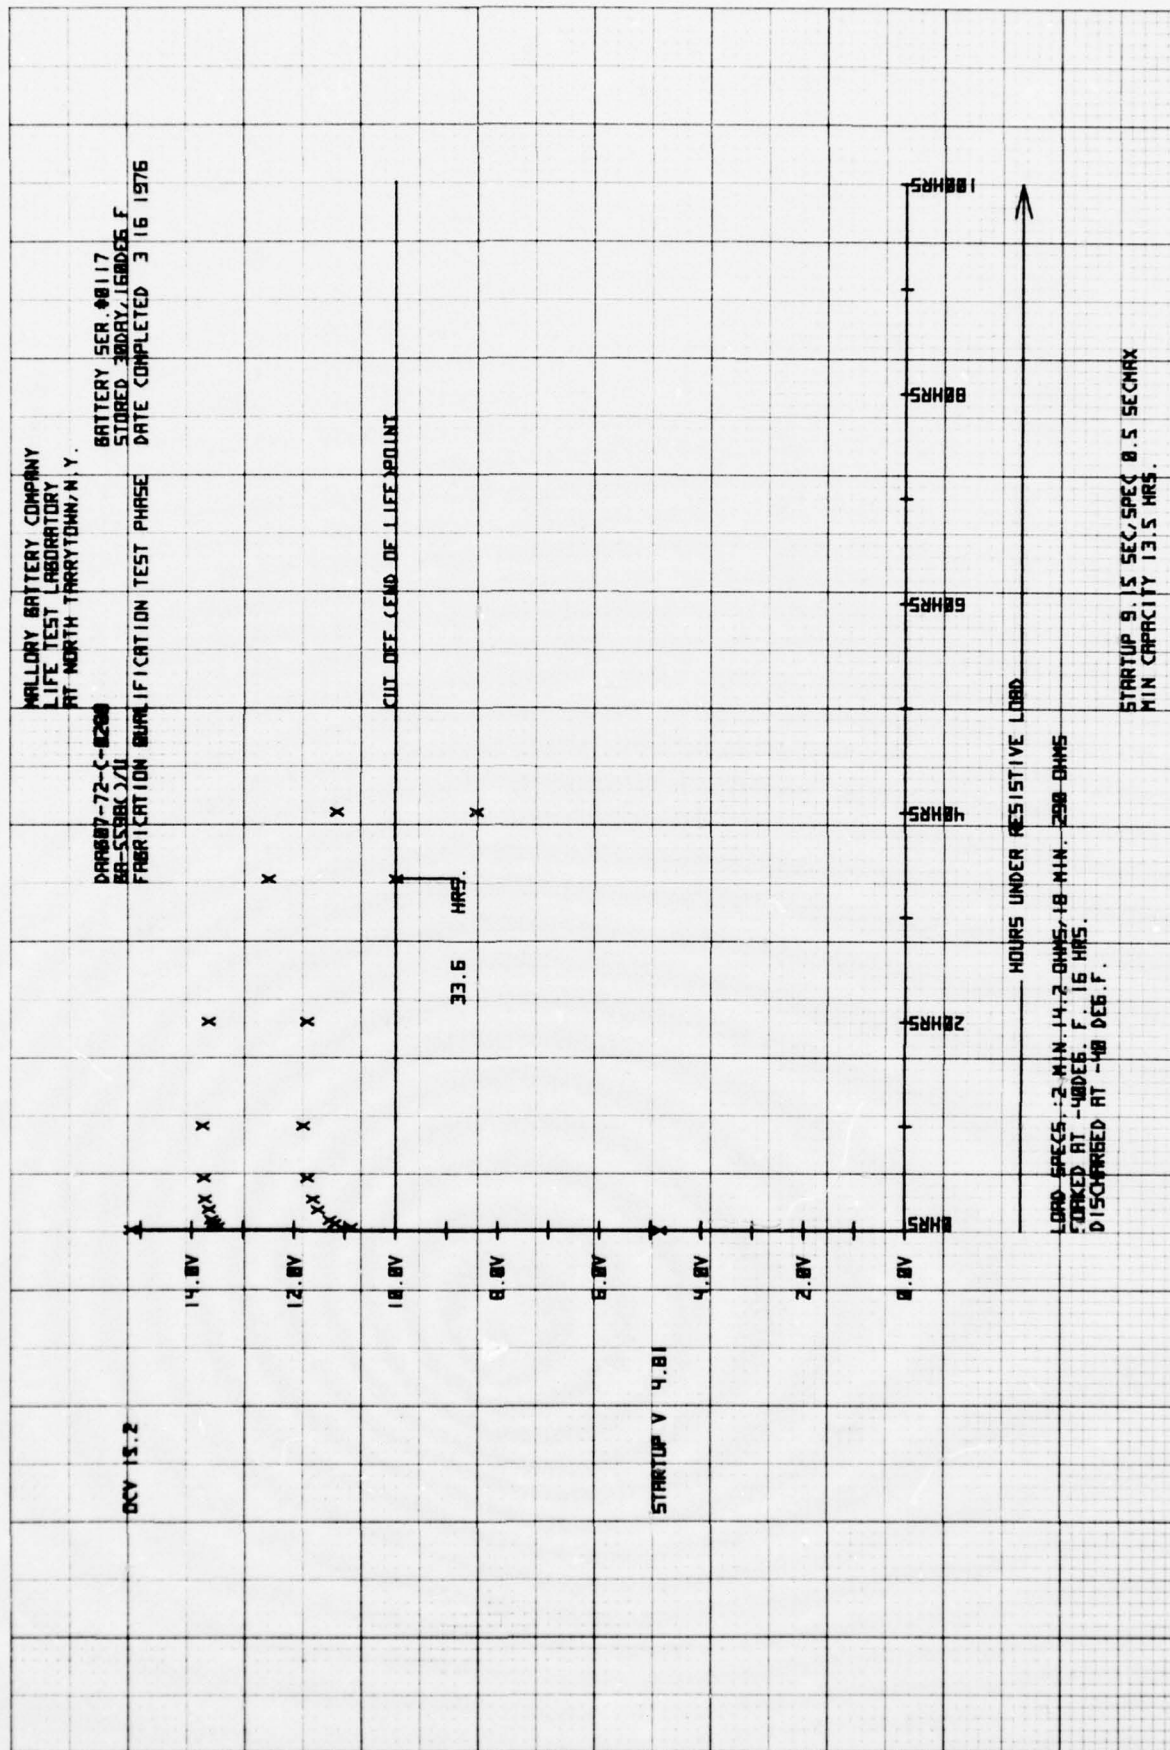 MALLORY BATTERY COMPANY
LIFE TEST LABORATORY
AT NORTH TARRYTOWN, N.Y.
DAAB07-72-C-0200
BA-5598()/U
BATTERY SER.#0117
STORED 30DAY,160DEG F
FABRICATION QUALIFICATION TEST PHASE DATE COMPLETED 3 16 1976
OCV 15.2
14.0V
12.0V
10.0V
8.0V
6.0V
4.0V
2.0V
0.0V
CUT OFF (END OF LIFE)POINT
33.6 HRS.
STARTUP V 4.81
0HRS
20HRS
40HRS
60HRS
80HRS
100HRS
HOURS UNDER RESISTIVE LOAD
LOAD SPECS.:2 MIN.14.2 OHMS/18 MIN. 290 OHMS
SOAKED AT -40DEG. F. 16 HRS.
DISCHARGED AT -40 DEG.F.
STARTUP 9.15 SEC/SPEC 0.5 SECMAX
MIN CAPACITY 13.5 HRS.